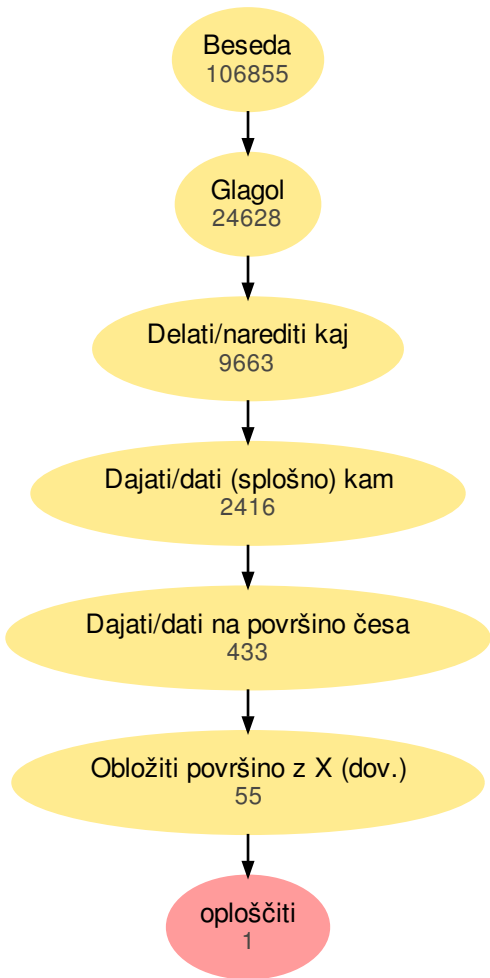 Beseda
106855
Glagol
24628
Delati/narediti kaj
9663
Dajati/dati (splošno) kam
2416
Dajati/dati na površino česa
433
Obložiti površino z X (dov.)
55
oploščiti
1